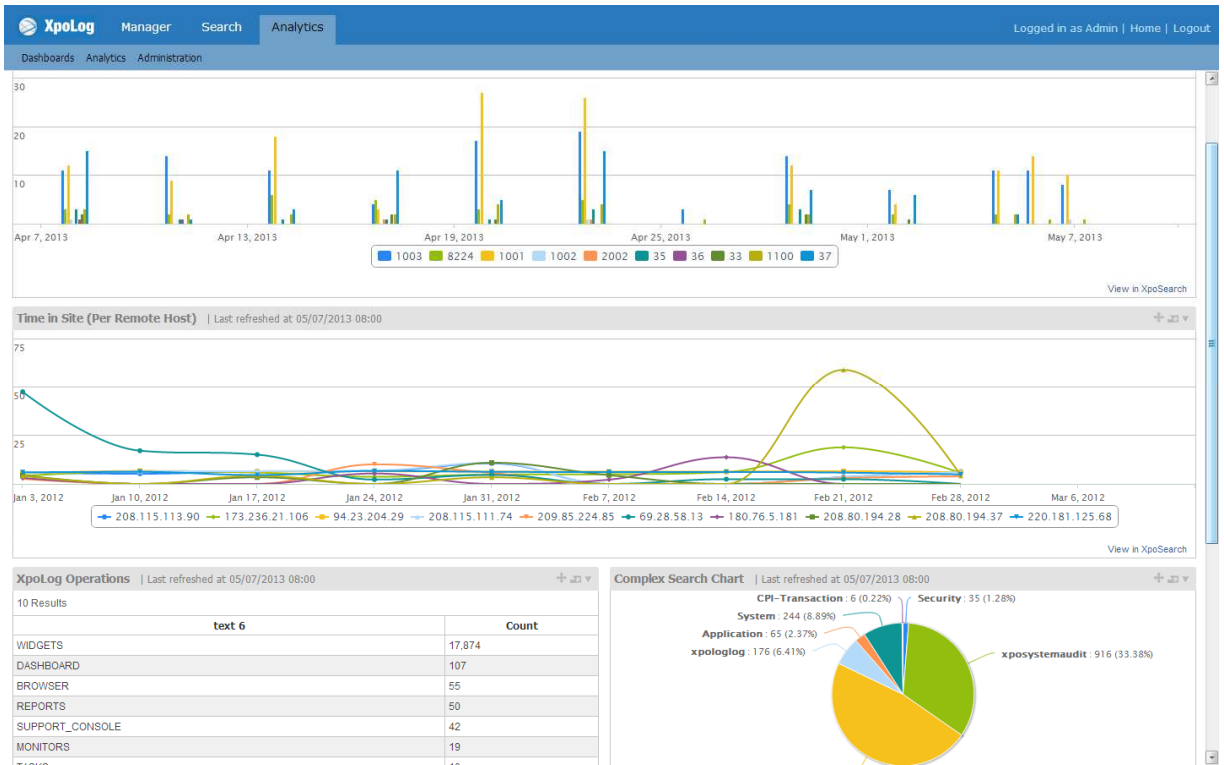 XpoLog Manager Search Analytics Logged in as Admin | Home | Logout
Dashboards Analytics Administration
30
20
10
Apr 7, 2013 Apr 13, 2013 Apr 19, 2013 Apr 25, 2013 May 1, 2013 May 7, 2013
1003 8224 1001 1002 2002 35 36 33 1100 37
View in XpoSearch
Time in Site (Per Remote Host) | Last refreshed at 05/07/2013 08:00
75
50
25
Jan 3, 2012 Jan 10, 2012 Jan 17, 2012 Jan 24, 2012 Jan 31, 2012 Feb 7, 2012 Feb 14, 2012 Feb 21, 2012 Feb 28, 2012 Mar 6, 2012
208.115.113.90 173.236.21.106 94.23.204.29 208.115.111.74 209.85.224.85 69.28.58.13 180.76.5.181 208.80.194.28 208.80.194.37 220.181.125.68
View in XpoSearch
XpoLog Operations | Last refreshed at 05/07/2013 08:00
10 Results
text 6 Count
WIDGETS 17,874
DASHBOARD 107
BROWSER 55
REPORTS 50
SUPPORT_CONSOLE 42
MONITORS 19
Complex Search Chart | Last refreshed at 05/07/2013 08:00
CPI-Transaction : 6 (0.22%) Security : 35 (1.28%)
System : 244 (8.89%)
Application : 65 (2.37%)
xpologlog : 176 (6.41%) xposystemaudit : 916 (33.38%)